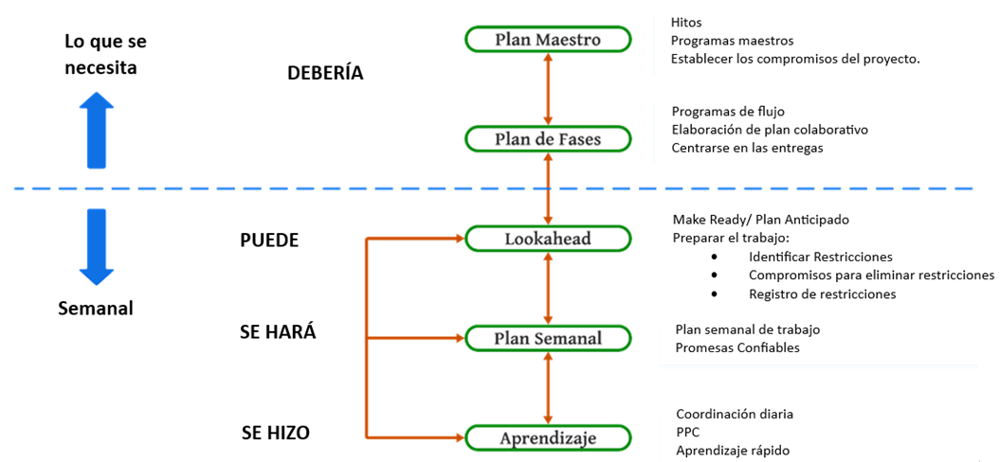 Lo que se
necesita
DEBERÍA
Plan Maestro
Hitos
Programas maestros
Establecer los compromisos del proyecto.
Plan de Fases
Programas de flujo
Elaboración de plan colaborativo
Centrarse en las entregas
Semanal
PUEDE
Lookahead
Make Ready/ Plan Anticipado
Preparar el trabajo:
• Identificar Restricciones
• Compromisos para eliminar restricciones
• Registro de restricciones
SE HARÁ
Plan Semanal
Plan semanal de trabajo
Promesas Confiables
SE HIZO
Aprendizaje
Coordinación diaria
PPC
Aprendizaje rápido